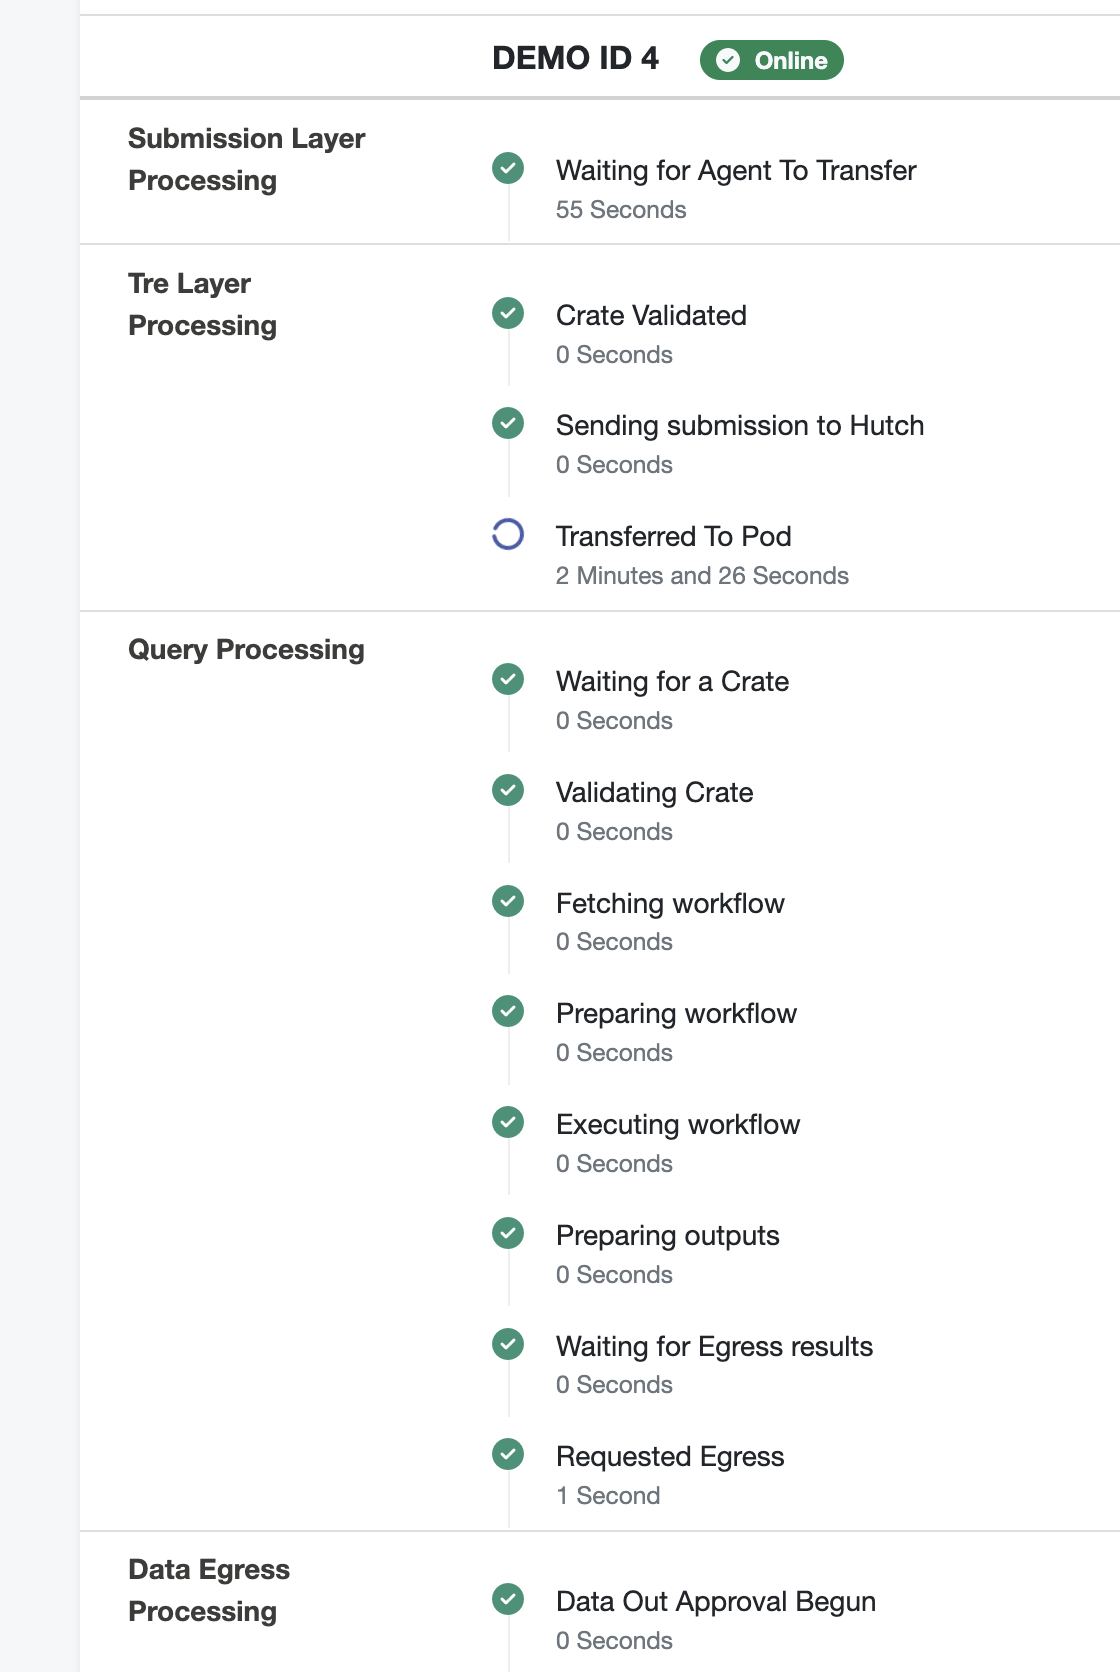 DEMO ID 4
Online
Submission Layer
Processing
Waiting for Agent To Transfer
55 Seconds
Tre Layer
Processing
Crate Validated
0 Seconds
Sending submission to Hutch
0 Seconds
Transferred To Pod
2 Minutes and 26 Seconds
Query Processing
Waiting for a Crate
0 Seconds
Validating Crate
0 Seconds
Fetching workflow
0 Seconds
Preparing workflow
0 Seconds
Executing workflow
0 Seconds
Preparing outputs
0 Seconds
Waiting for Egress results
0 Seconds
Requested Egress
1 Second
Data Egress
Processing
Data Out Approval Begun
0 Seconds